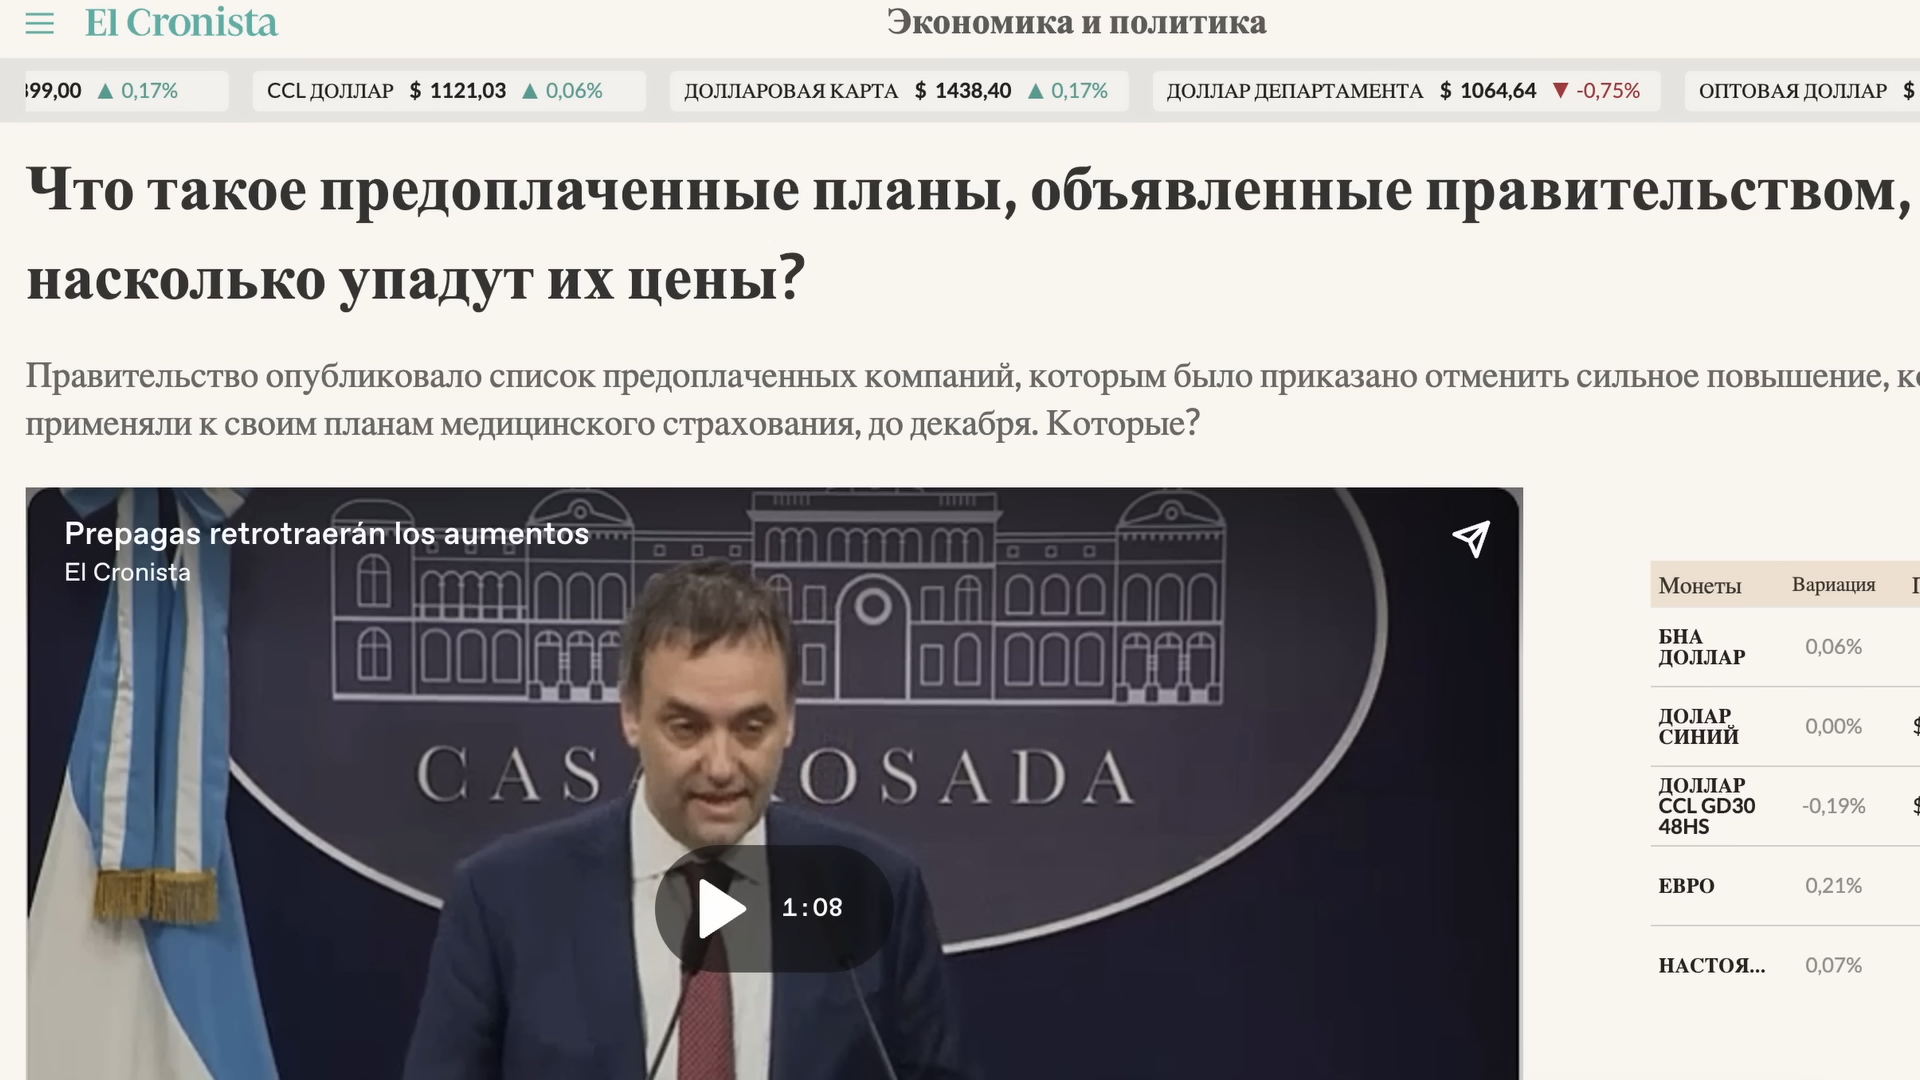 El Cronista
Экономика и политика
399,00 ▲ 0,17%
CCL ДОЛЛАР $ 1121,03 ▲ 0,06%
ДОЛЛАРОВАЯ КАРТА $ 1438,40 ▲ 0,17%
ДОЛЛАР ДЕПАРТАМЕНТА $ 1064,64 ▼ -0,75%
ОПТОВАЯ ДОЛЛАР $
Что такое предоплаченные планы, объявленные правительством,
насколько упадут их цены?
Правительство опубликовало список предоплаченных компаний, которым было приказано отменить сильное повышение,
применяли к своим планам медицинского страхования, до декабря. Которые?
Prepagas retrotraerán los aumentos
El Cronista
CASA ROSADA
1:08
Монеты Вариация
БНА
ДОЛЛАР 0,06%
ДОЛАР
СИНИЙ 0,00% $
ДОЛЛАР
CCL GD30
48HS -0,19% $
ЕВРО 0,21%
НАСТОЯ... 0,07%